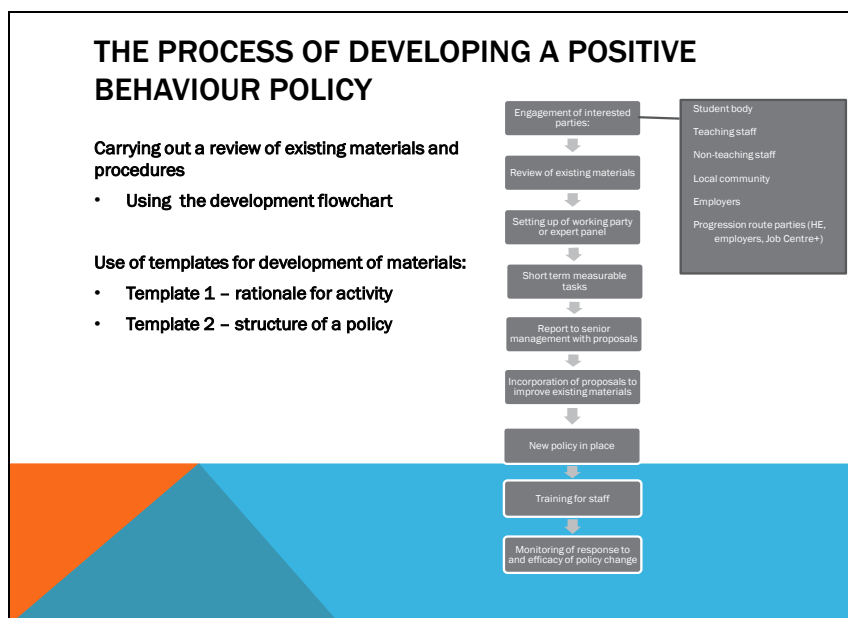 THE PROCESS OF DEVELOPING A POSITIVE
BEHAVIOUR POLICY
Carrying out a review of existing materials and
procedures
• Using the development flowchart
Use of templates for development of materials:
• Template 1 – rationale for activity
• Template 2 – structure of a policy
Engagement of interested
parties:
Student body
Teaching staff
Non-teaching staff
Local community
Employers
Progression route parties (HE,
employers, Job Centre+)
Review of existing materials
Setting up of working party
or expert panel
Short term measurable
tasks
Report to senior
management with proposals
Incorporation of proposals to
improve existing materials
New policy in place
Training for staff
Monitoring of response to
and efficacy of policy change